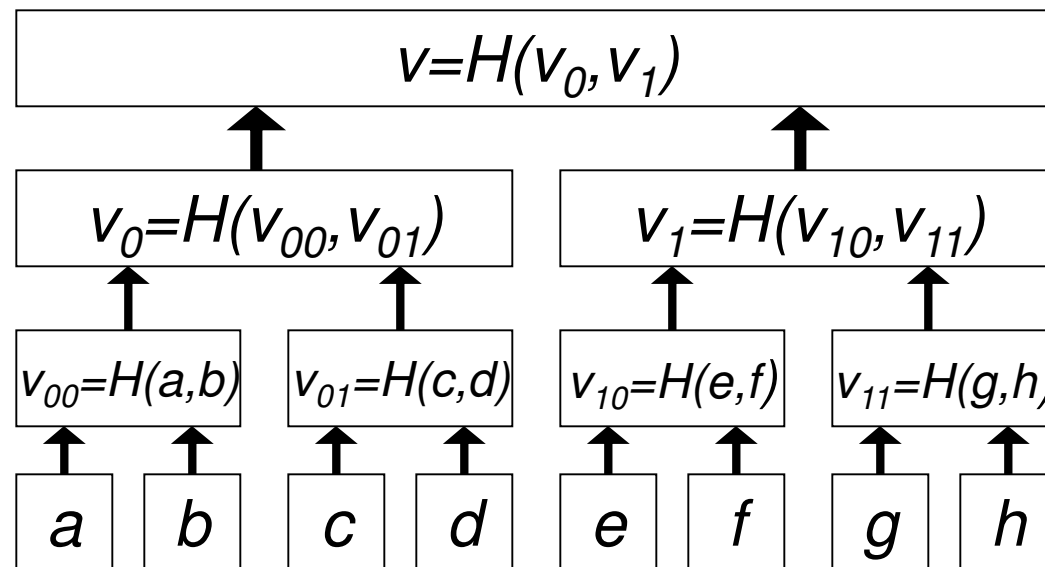 v=H(v₀,v₁)
v₀=H(v₀₀,v₀₁) v₁=H(v₁₀,v₁₁)
v₀₀=H(a,b) v₀₁=H(c,d) v₁₀=H(e,f) v₁₁=H(g,h)
a b c d e f g h